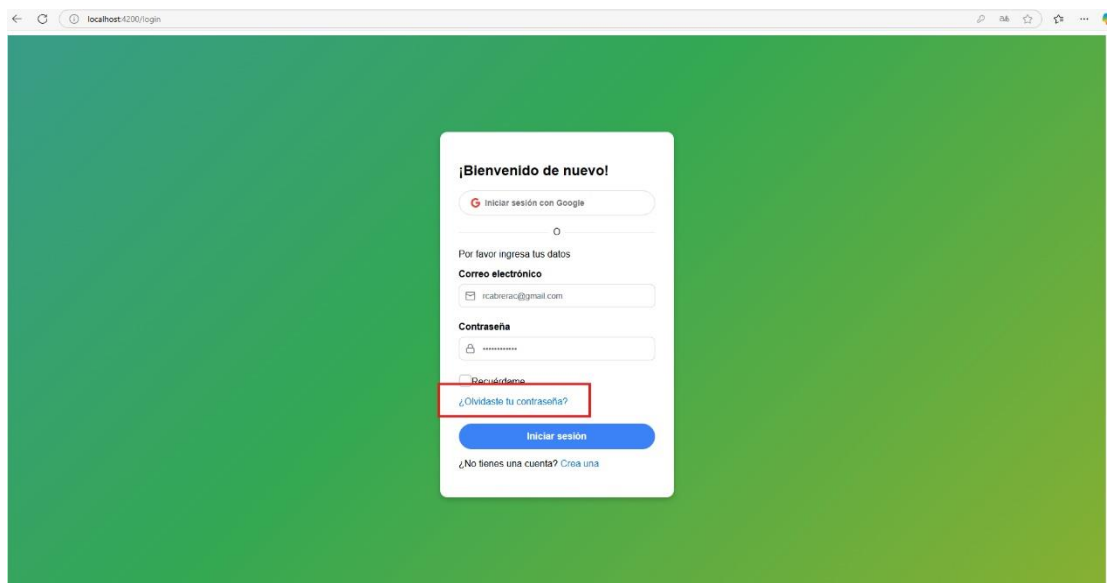 localhost:4200/login
¡Bienvenido de nuevo!
G Iniciar sesión con Google
O
Por favor ingresa tus datos
Correo electrónico
rcabrerac@gmail.com
Contraseña
Recuérdame
¿Olvidaste tu contraseña?
Iniciar sesión
¿No tienes una cuenta? Crea una